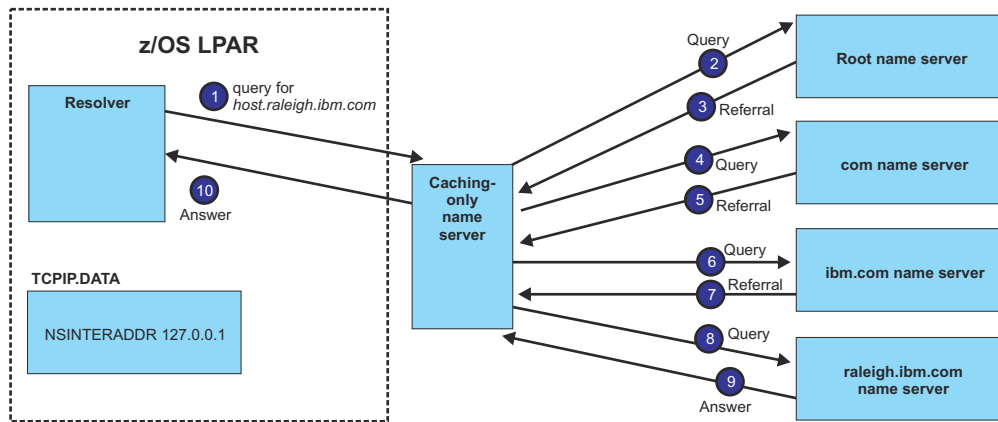 z/OS LPAR
Resolver
1
query for
host.raleigh.ibm.com
10
Answer
TCPIP.DATA
NSINTERADDR 127.0.0.1
Caching-
only
name
server
Query
2
3
Referral
4
Query
5
Referral
6
Query
7
Referral
8
Query
9
Answer
Root name server
com name server
ibm.com name server
raleigh.ibm.com
name server